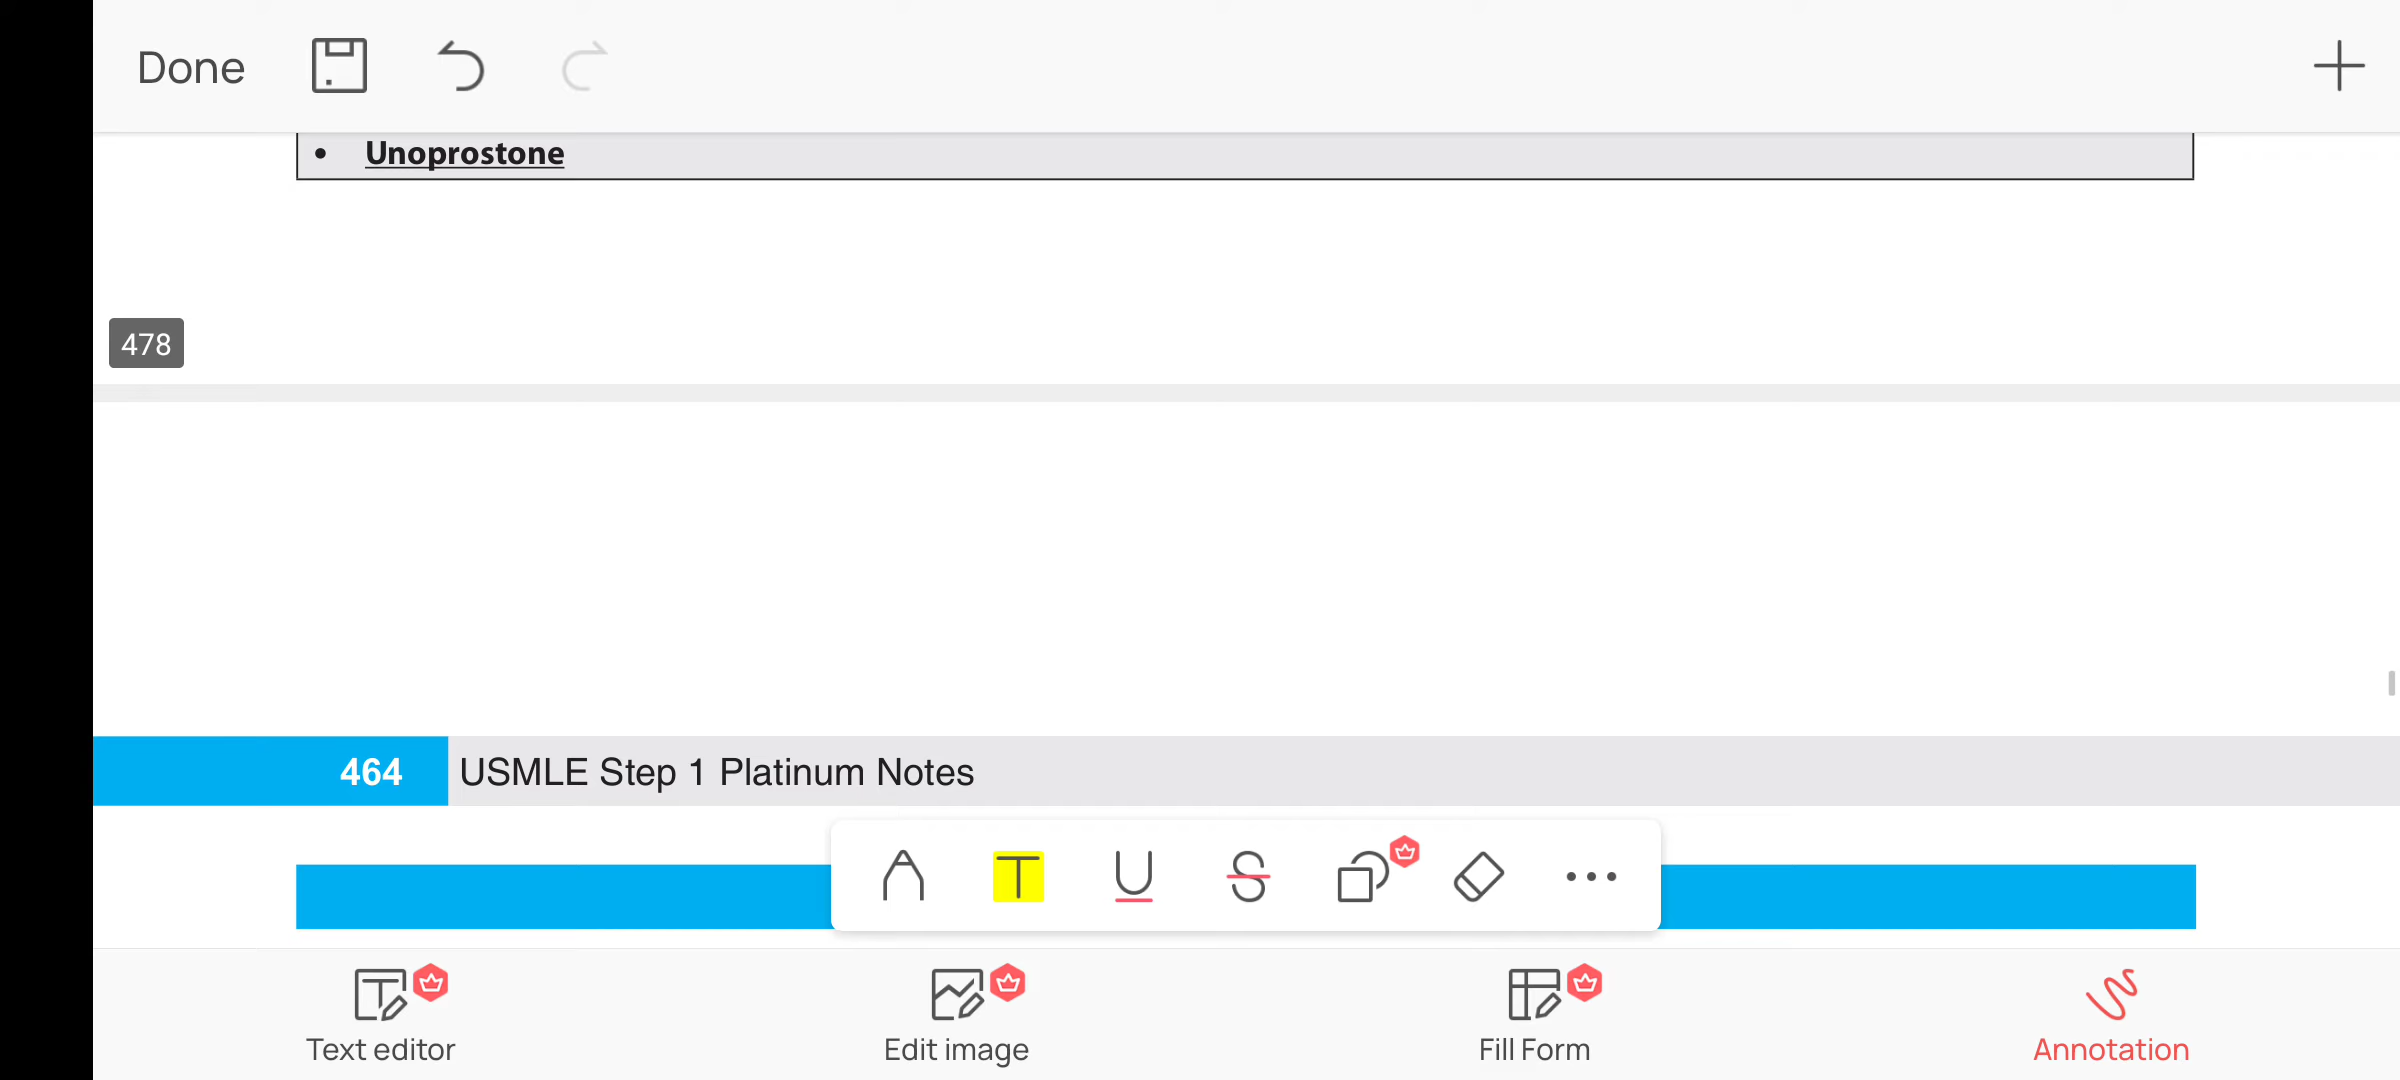 Done
• Unoprostone
478
464 USMLE Step 1 Platinum Notes
T U S
Text editor
Edit image
Fill Form
Annotation